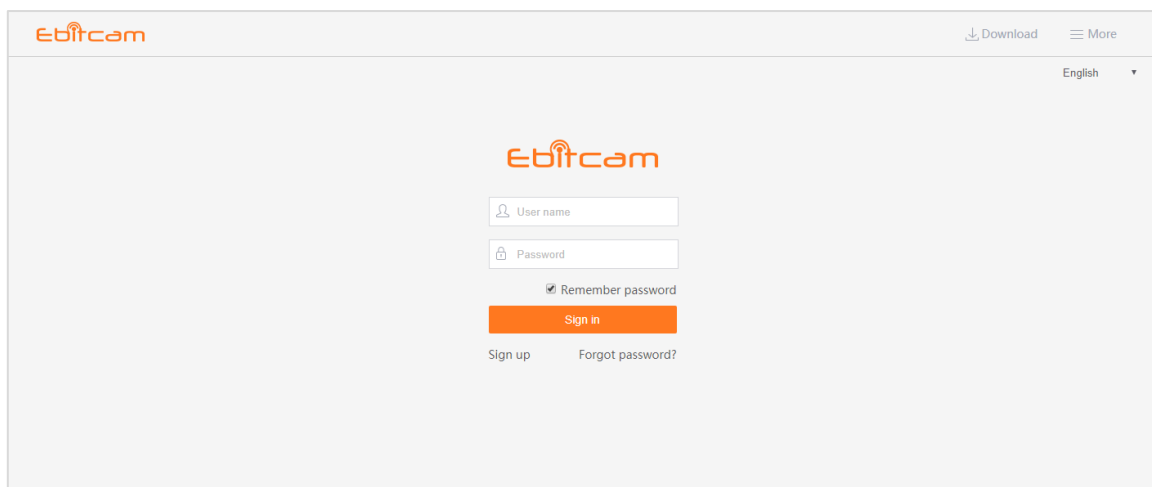 Ebitcam
Download More
English
Ebitcam
User name
Password
Remember password
Sign in
Sign up Forgot password?